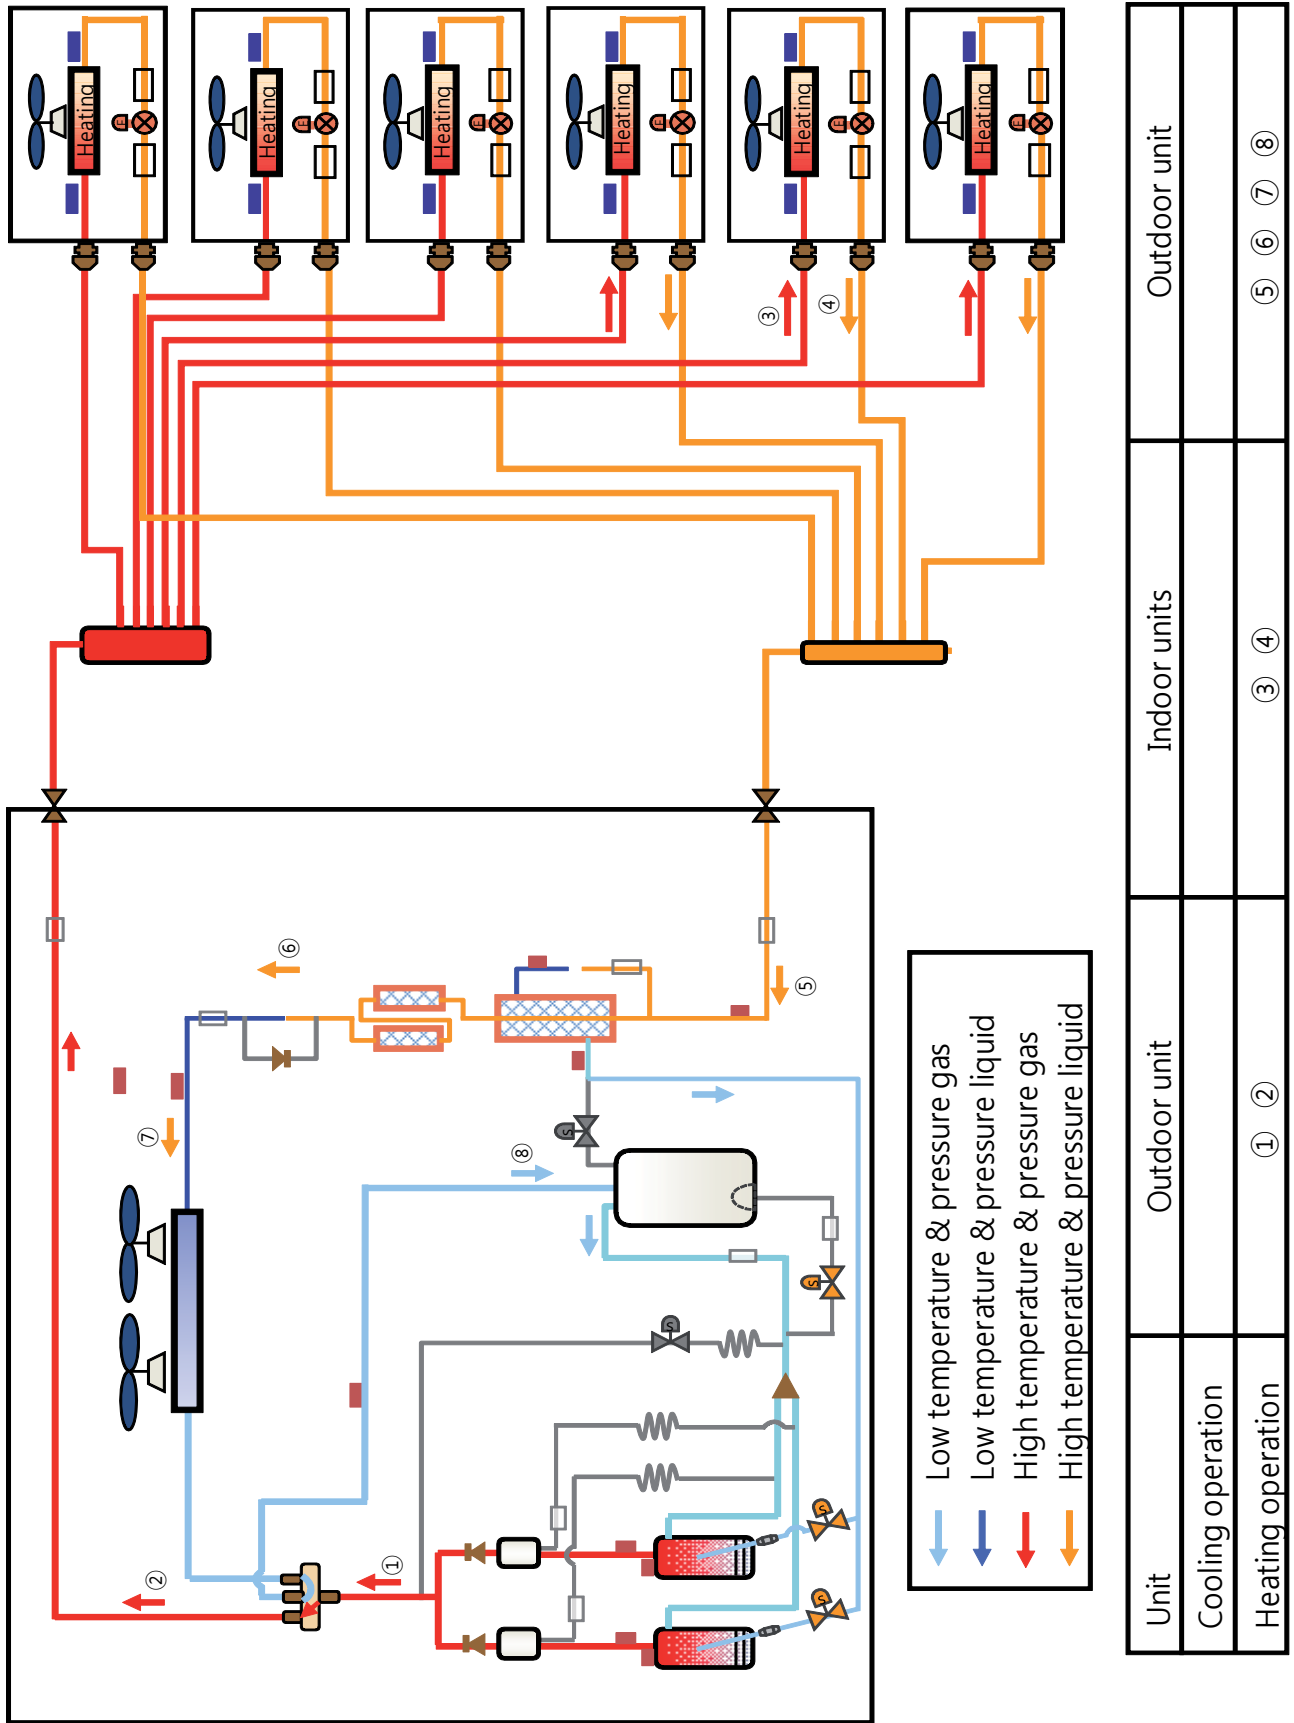 Heating
Heating
Heating
Heating
Heating
Heating
E
E
E
E
E
E
③
④
②
①
⑦
⑥
⑤
⑧
S
S
S
S
S
Low temperature & pressure gas
Low temperature & pressure liquid
High temperature & pressure gas
High temperature & pressure liquid
Unit Outdoor unit Indoor units Outdoor unit
Cooling operation
Heating operation ① ② ③ ④ ⑤ ⑥ ⑦ ⑧